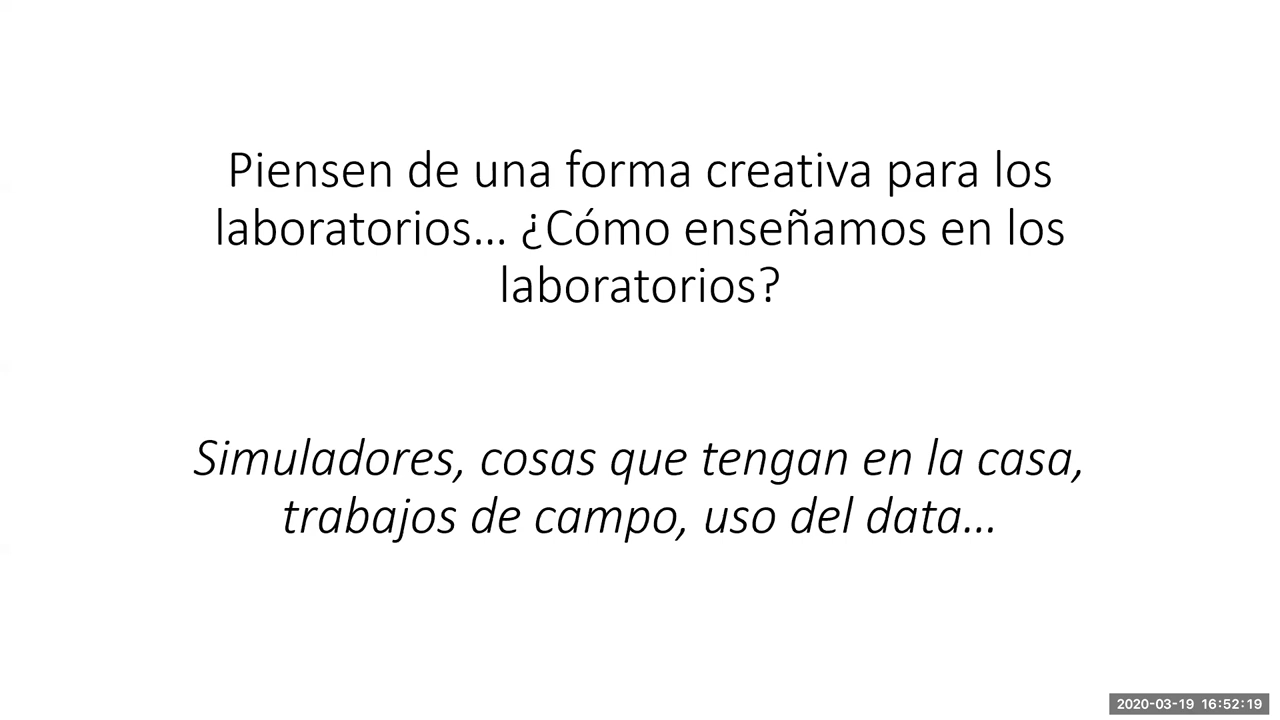 Piensen de una forma creativa para los
laboratorios... ¿Cómo enseñamos en los
laboratorios?
Simuladores, cosas que tengan en la casa,
trabajos de campo, uso del data...
2020-03-19 16:52:19